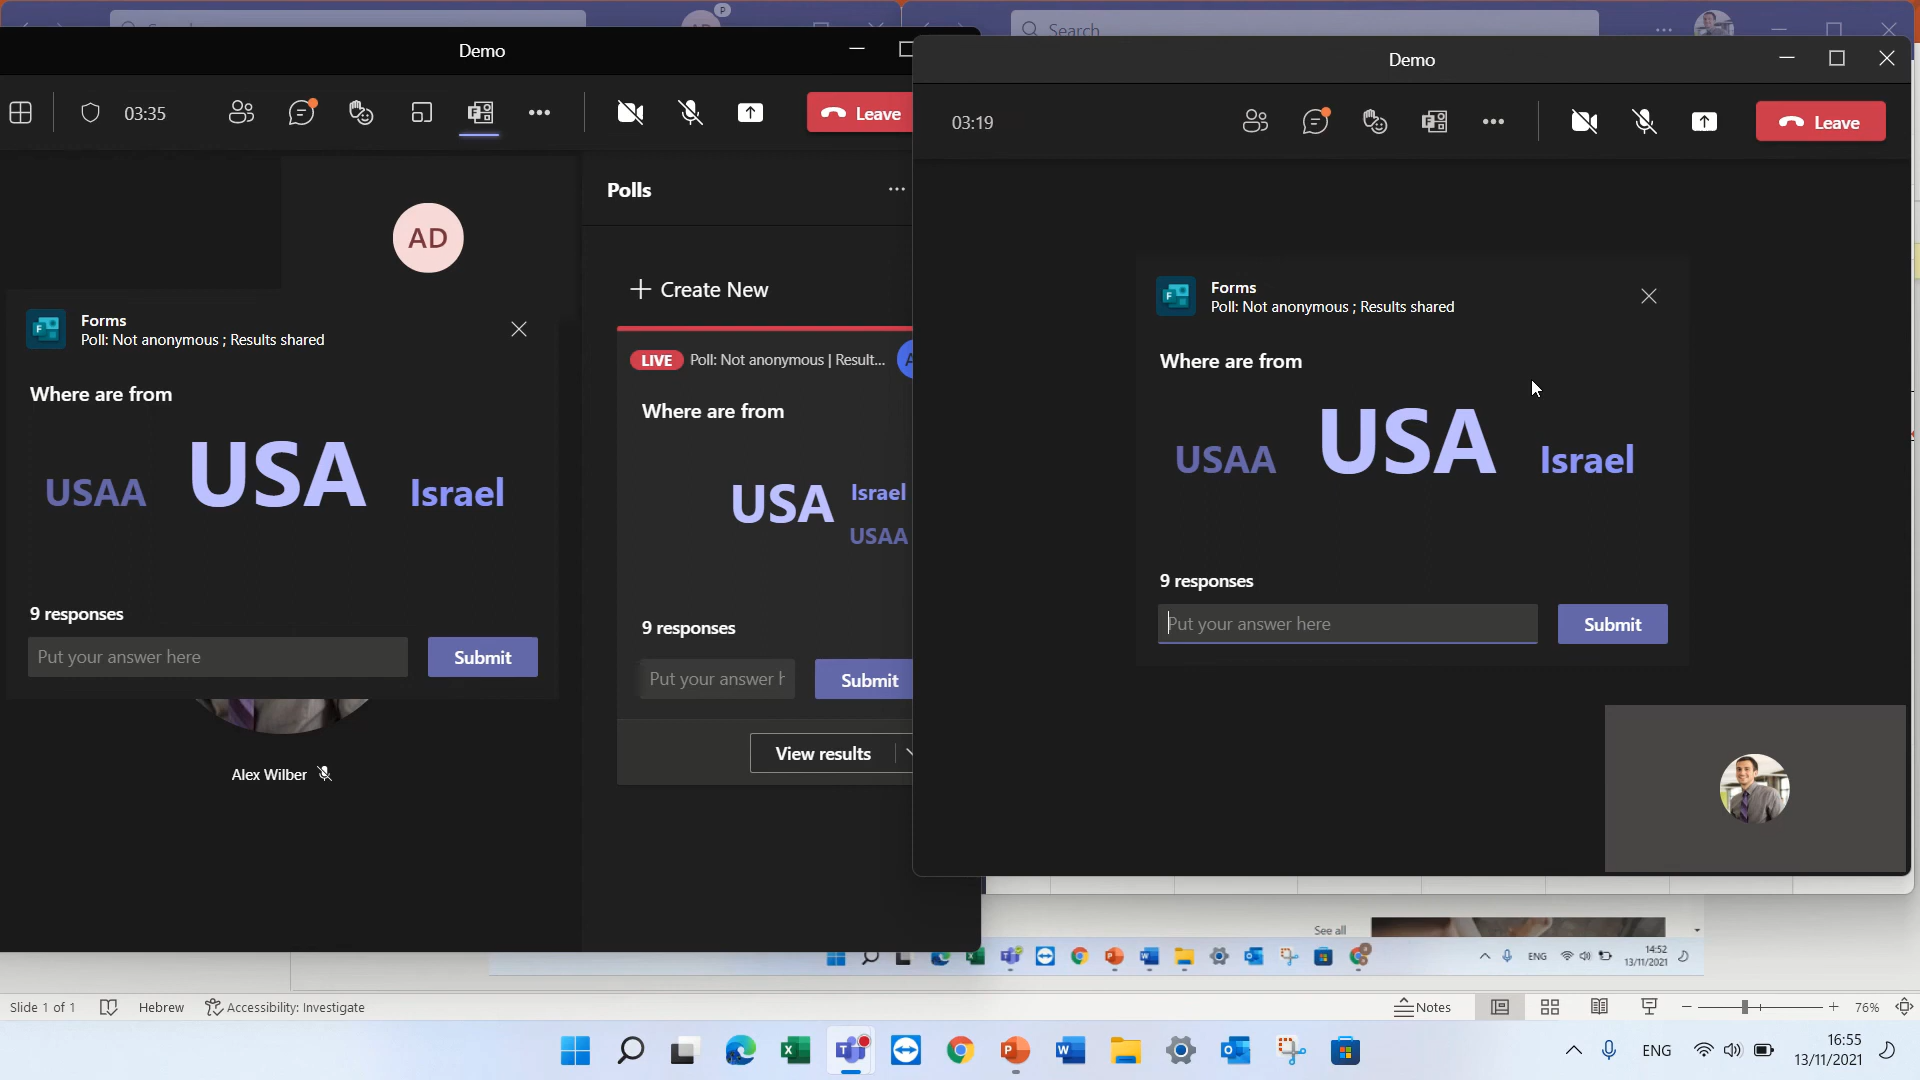 Search
P
Demo
03:35
Leave
AD
Polls
Create New
Forms
Poll: Not anonymous ; Results shared
Where are from
USAA
USA
Israel
9 responses
Put your answer here
Submit
Alex Wilber
LIVE
Poll: Not anonymous | Result...
Where are from
USA
Israel
USAA
9 responses
Put your answer h
Submit
View results
Search
Demo
03:19
Leave
Forms
Poll: Not anonymous ; Results shared
Where are from
USAA
USA
Israel
9 responses
Put your answer here
Submit
See all
ENG
14:52
13/11/2021
Slide 1 of 1
Hebrew
Accessibility: Investigate
Notes
76%
ENG
16:55
13/11/2021